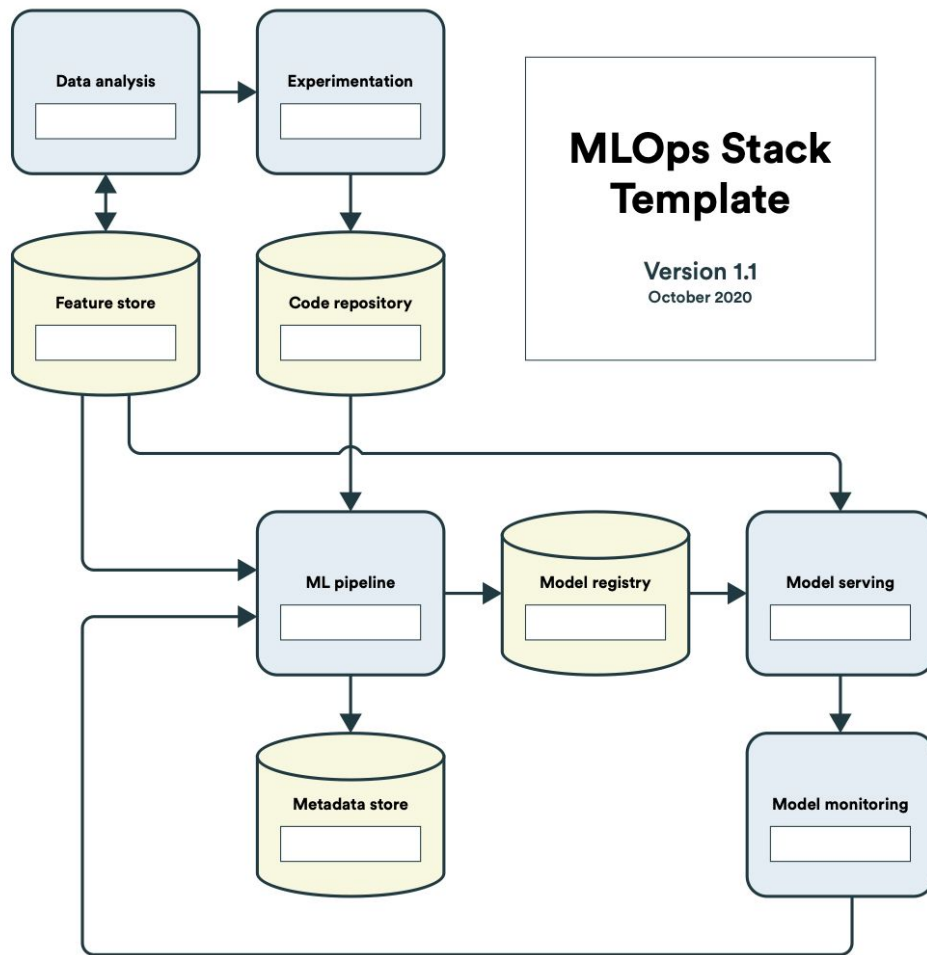 Data analysis
Experimentation
MLOps Stack
Template
Version 1.1
October 2020
Feature store
Code repository
ML pipeline
Model registry
Model serving
Metadata store
Model monitoring